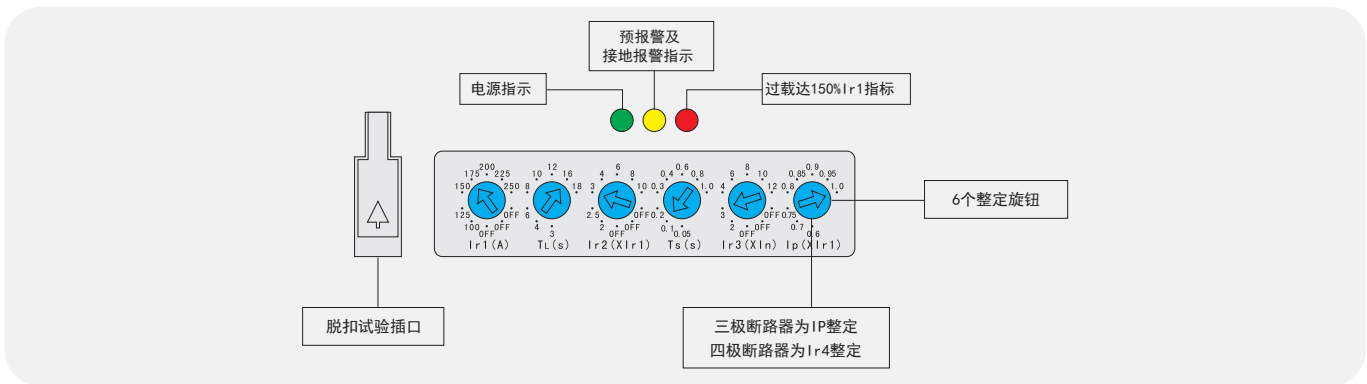 预报警及
接地报警指示
电源指示
过载达150%Ir1指标
200
175 225
150 250
125 OFF
100 OFF
OFF
Ir1(A)
12
10 16
8 18
6
4
3
TL(s)
6
4 8
3 10
2.5 OFF
2 OFF
OFF
Ir2(XIr1)
0.6
0.4 0.8
0.3 1.0
0.2
0.1
0.05
Ts(s)
8
6 10
4 12
3 OFF
2 OFF
OFF
Ir3(XIn)
0.9
0.85 0.95
0.8 1.0
0.75
0.7
0.6
Ip(XIr1)
6个整定旋钮
脱扣试验插口
三极断路器为IP整定
四极断路器为Ir4整定